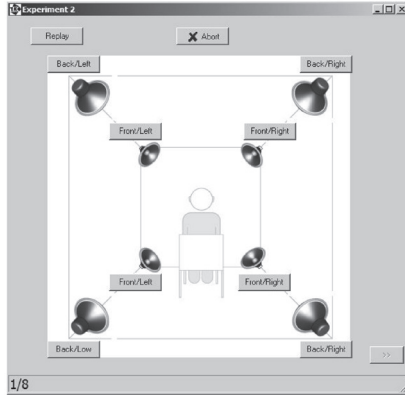 Experiment 2
Replay
Abort
Back/Left
Back/Right
Front/Left
Front/Right
Front/Left
Front/Right
Back/Low
Back/Right
>>
1/8